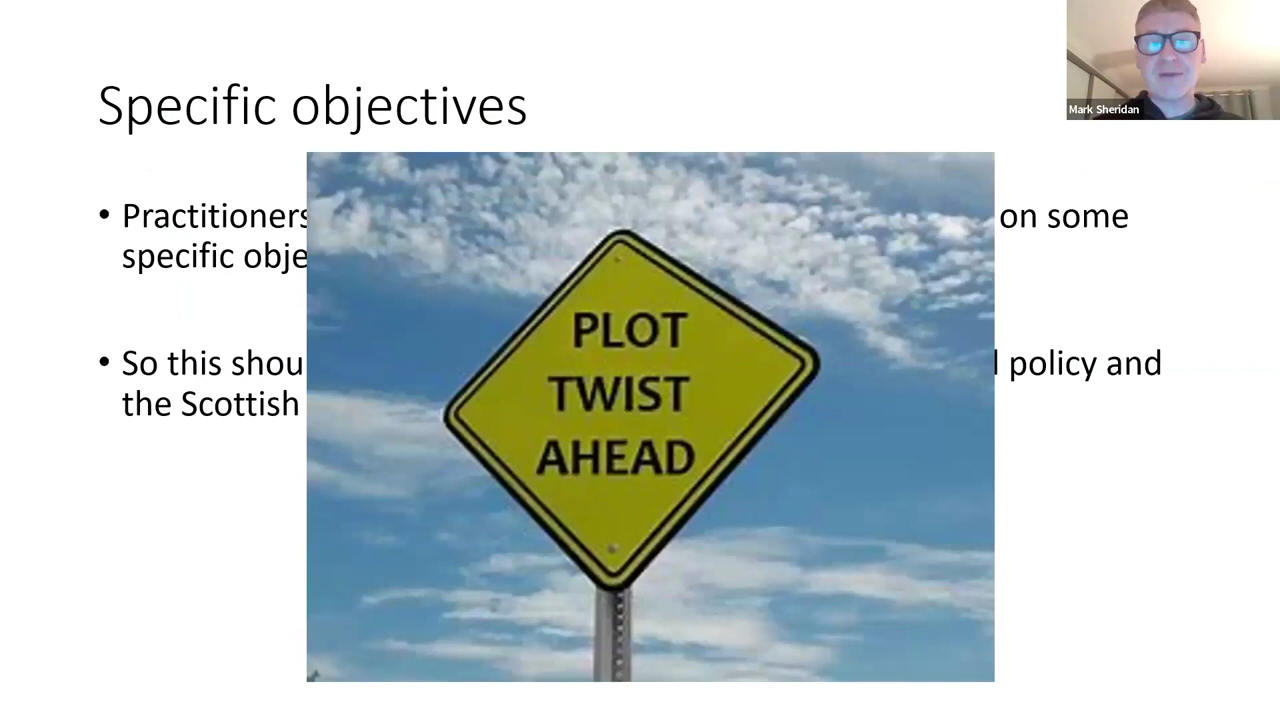 Mark Sheridan
Specific objectives
• Practitioners on some
specific obje
• So this shou policy and
the Scottish
PLOT
TWIST
AHEAD